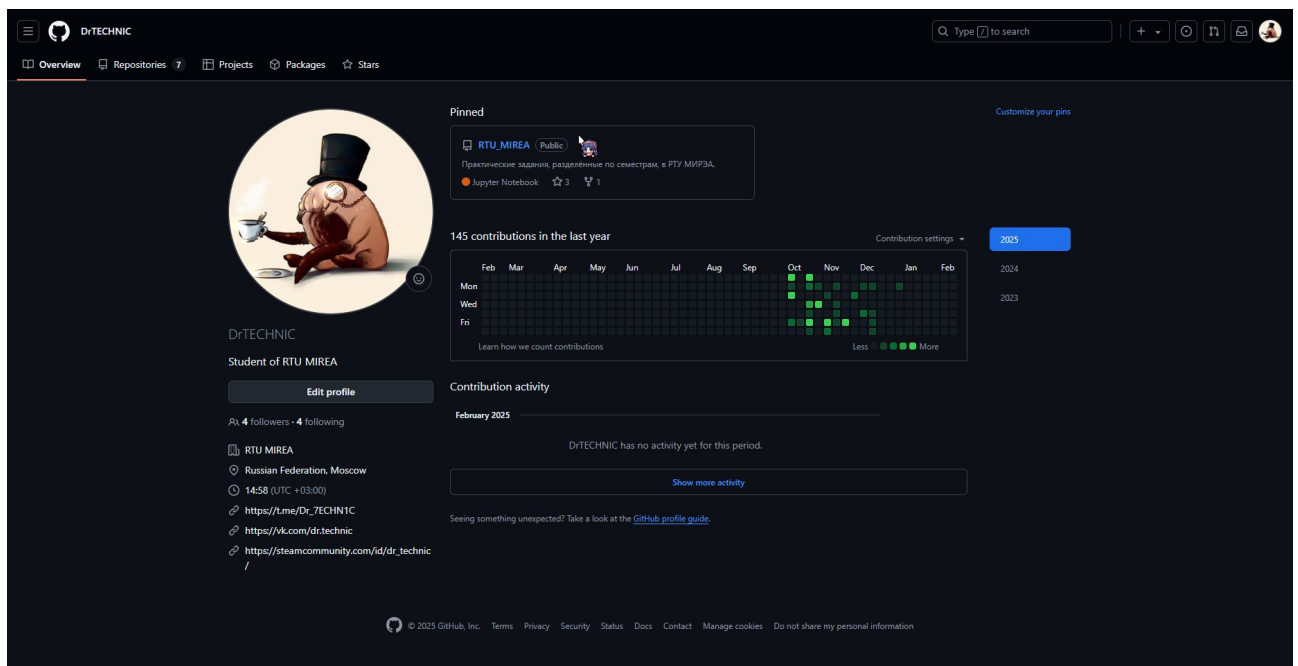 DrTECHNIC
Type / to search
Overview
Repositories 7
Projects
Packages
Stars
Pinned
Customize your pins
RTU_MIREA Public
Практические задания, разделённые по семестрам, в РТУ МИРЭА.
Jupyter Notebook 3 1
145 contributions in the last year
Contribution settings
2025
2024
2023
Feb Mar Apr May Jun Jul Aug Sep Oct Nov Dec Jan Feb
Mon
Wed
Fri
Learn how we count contributions
Less More
DrTECHNIC
Student of RTU MIREA
Edit profile
4 followers · 4 following
RTU MIREA
Russian Federation, Moscow
14:58 (UTC +03:00)
https://t.me/Dr_7ECHN1C
https://vk.com/dr.technic
https://steamcommunity.com/id/dr_technic
/
Contribution activity
February 2025
DrTECHNIC has no activity yet for this period.
Show more activity
Seeing something unexpected? Take a look at the GitHub profile guide.
© 2025 GitHub, Inc. Terms Privacy Security Status Docs Contact Manage cookies Do not share my personal information